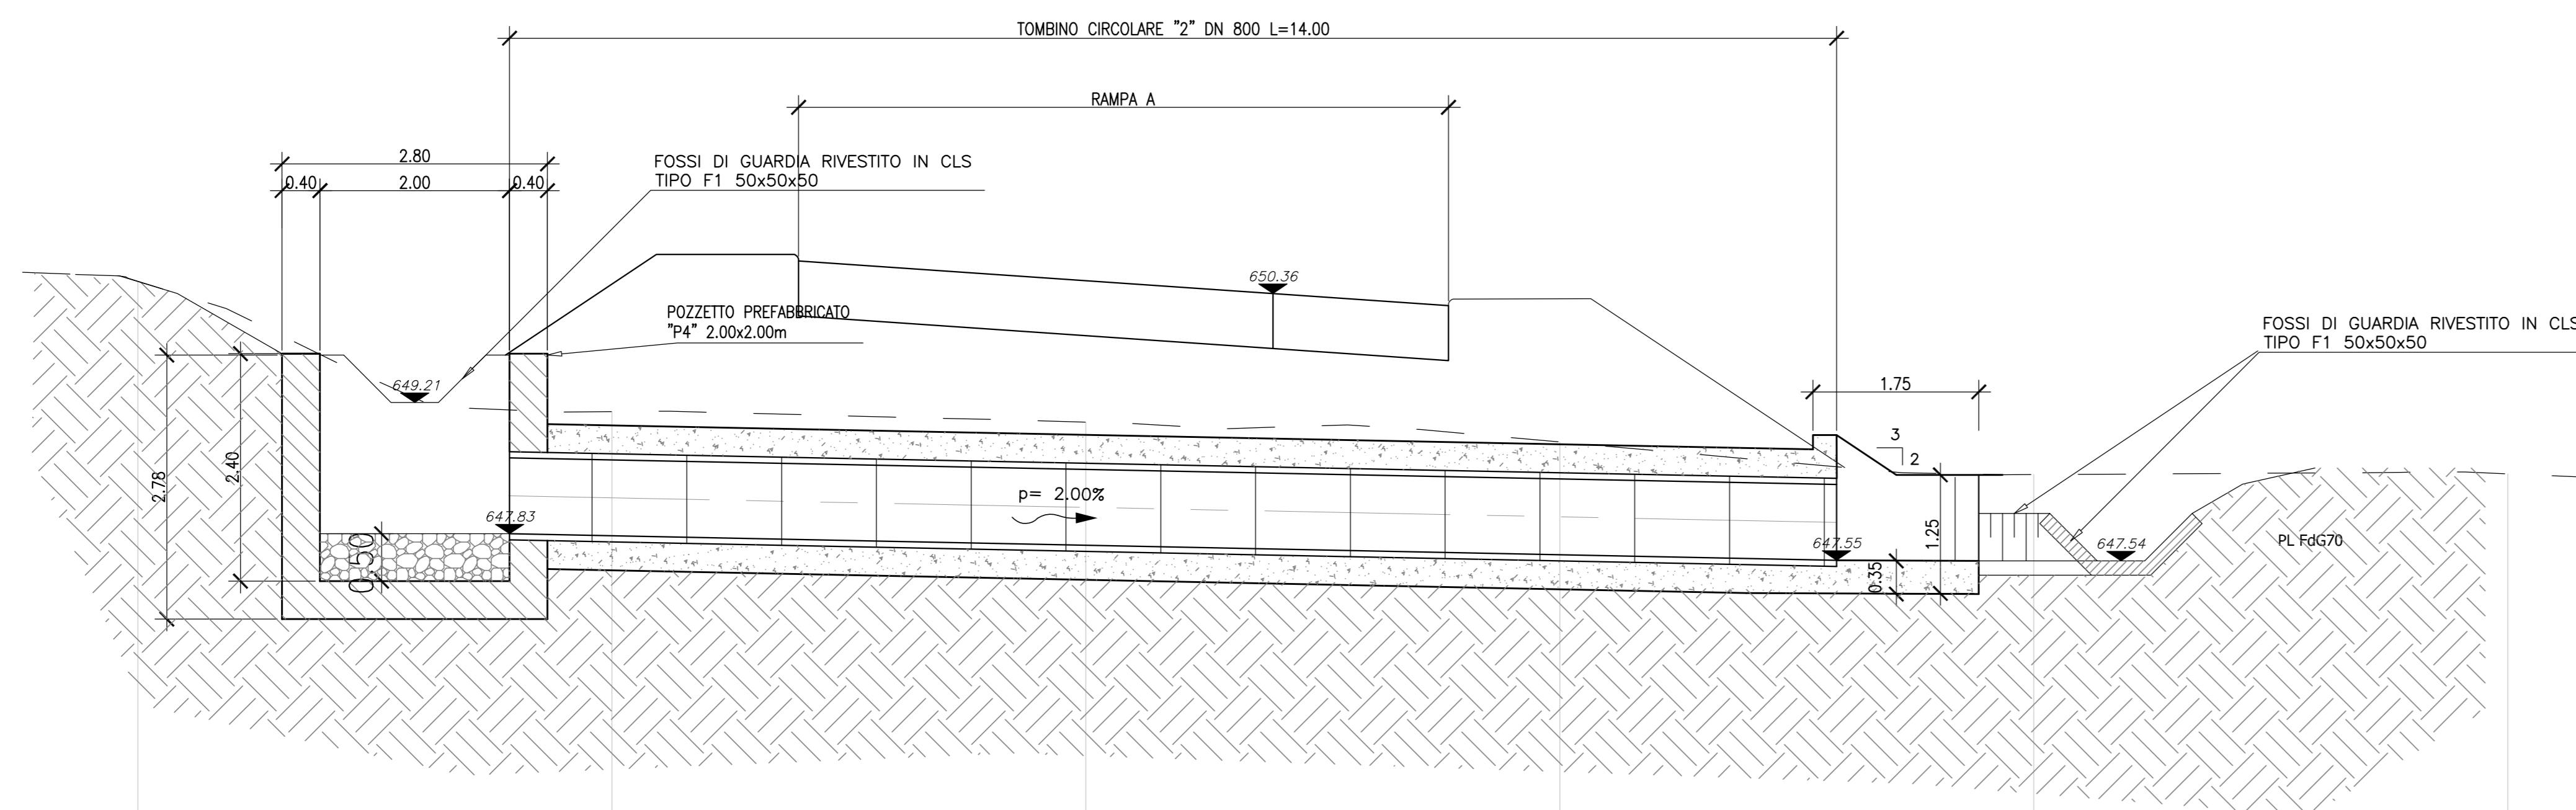 TOMBINO CIRCOLARE "2" DN 800 L=14.00
RAMPA A
2.80
0.40 2.00 0.40
FOSSI DI GUARDIA RIVESTITO IN CLS
TIPO F1 50x50x50
650.36
POZZETTO PREFABBRICATO
"P4" 2.00x2.00m
649.21
FOSSI DI GUARDIA RIVESTITO IN CLS
TIPO F1 50x50x50
1.75
3
2
2.78
2.40
0.50
647.83
p= 2.00%
647.55
0.35
1.25
647.54
PL FdG70